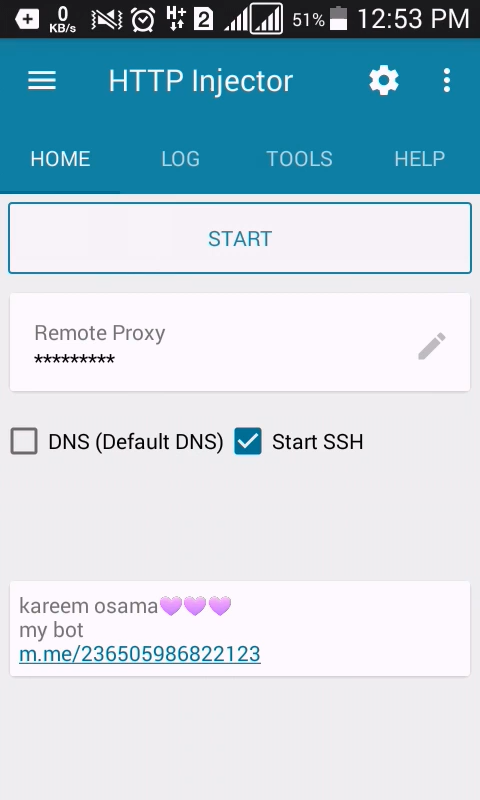 0
KB/s
H+
2
51%
12:53 PM
HTTP Injector
HOME
LOG
TOOLS
HELP
START
Remote Proxy
*********
DNS (Default DNS)
Start SSH
kareem osama💜💜💜
my bot
m.me/236505986822123